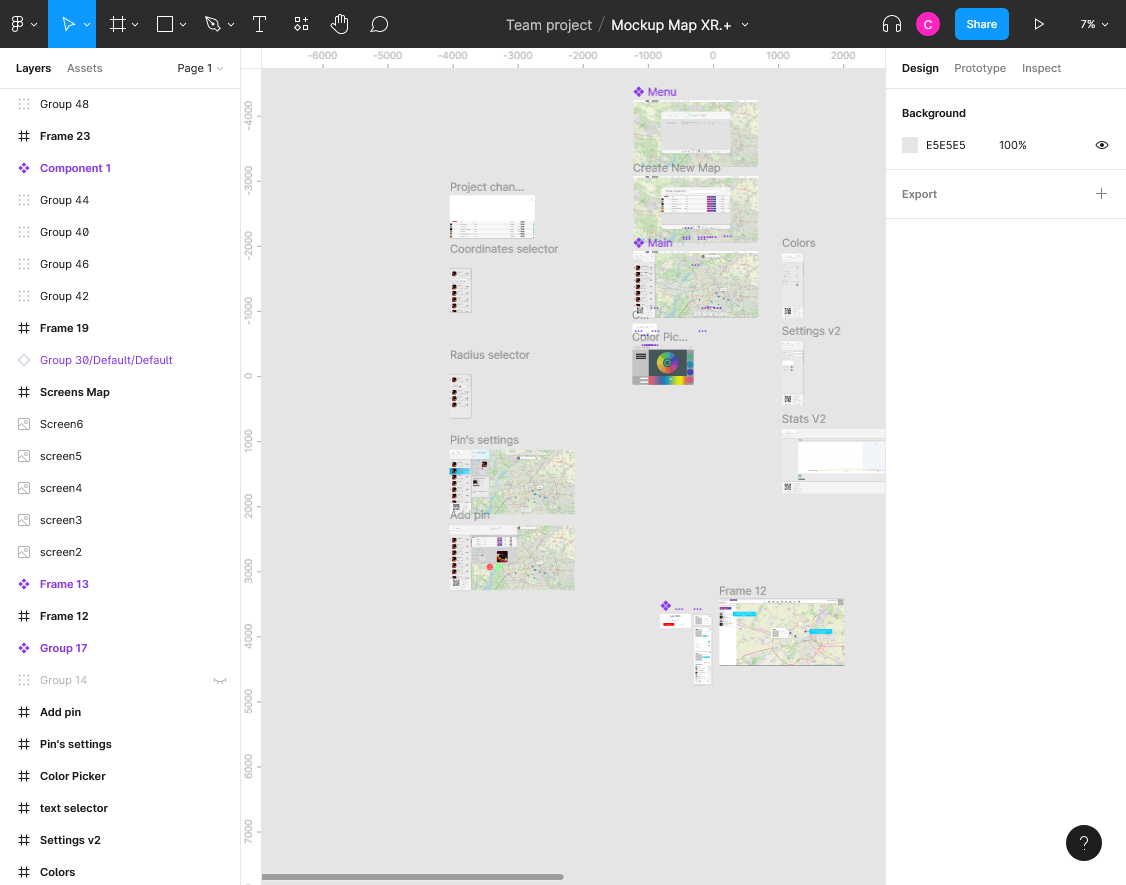 Team project / Mockup Map XR.+
C
Share
7%
Layers
Assets
Page 1
Design
Prototype
Inspect
-6000
-5000
-4000
-3000
-2000
-1000
0
1000
2000
Group 48
Frame 23
Component 1
Group 44
Group 40
Group 46
Group 42
Frame 19
Group 30/Default/Default
Screens Map
Screen6
screen5
screen4
screen3
screen2
Frame 13
Frame 12
Group 17
Group 14
Add pin
Pin's settings
Color Picker
text selector
Settings v2
Colors
-4000
-3000
-2000
-1000
0
1000
2000
3000
4000
5000
6000
7000
Menu
Create New Map
Main
C...
Color Pic...
Project chan...
Coordinates selector
Radius selector
Pin's settings
Add pin
Colors
Settings v2
Stats V2
Frame 12
Background
E5E5E5
100%
Export
?